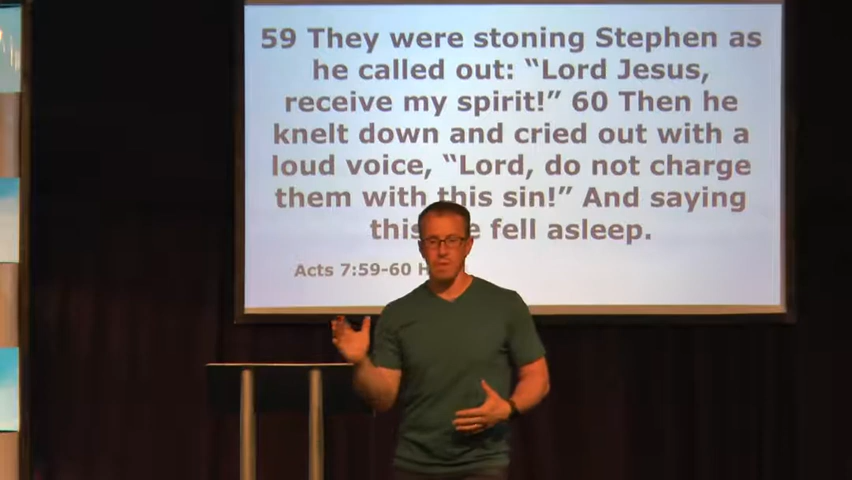 59 They were stoning Stephen as
he called out: “Lord Jesus,
receive my spirit!” 60 Then he
knelt down and cried out with a
loud voice, “Lord, do not charge
them with this sin!” And saying
this fell asleep.
Acts 7:59-60